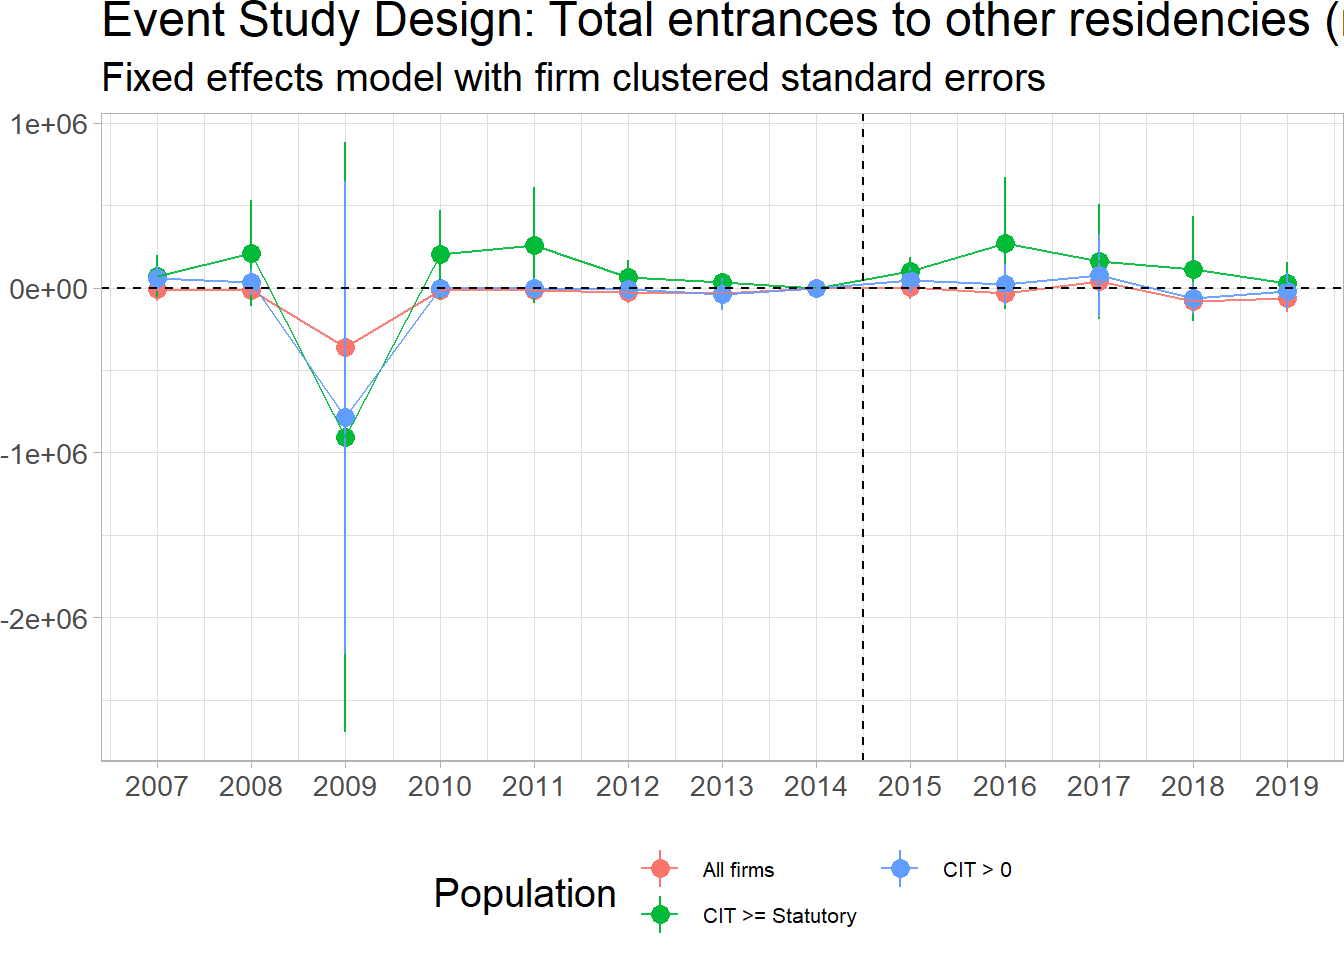 Event Study Design: Total entrances to other residencies (
Fixed effects model with firm clustered standard errors
1e+06
0e+00
-1e+06
-2e+06
2007 2008 2009 2010 2011 2012 2013 2014 2015 2016 2017 2018 2019
Population
All firms
CIT > 0
CIT >= Statutory